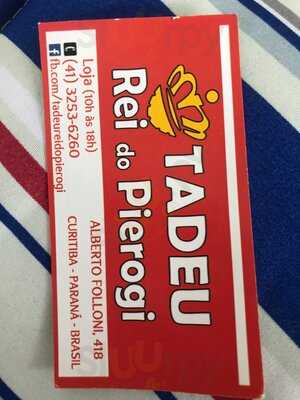 TADEU
Rei do Pierogi
ALBERTO FOLLONI, 418
CURITIBA - PARANÁ - BRASIL
Loja (10h às 18h)
(41) 3253-6260
fb.com/tadeureidopierogi